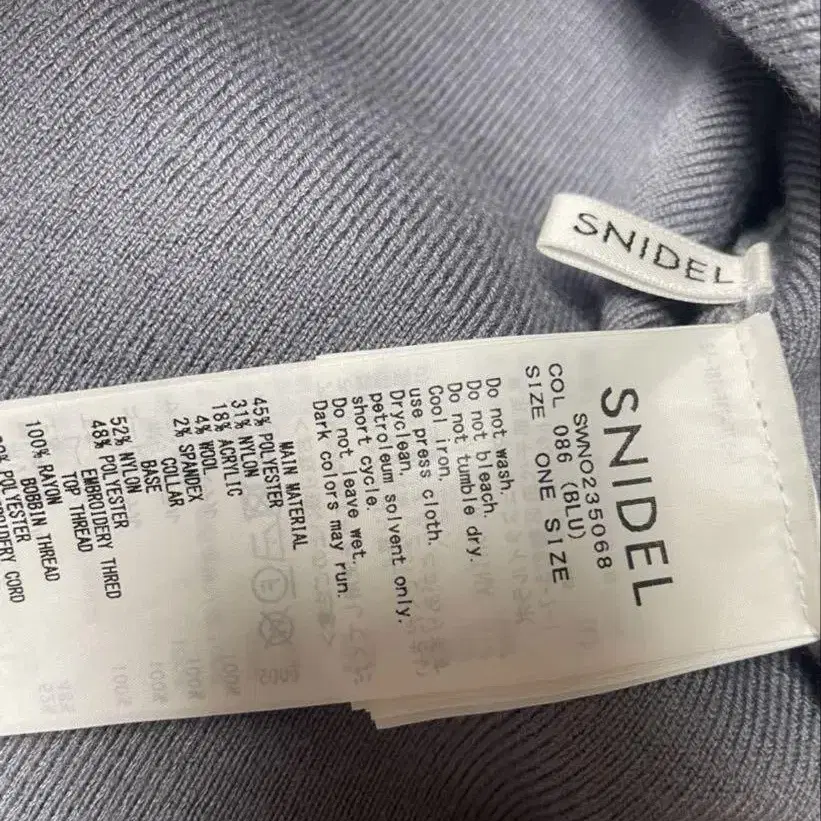 SNIDEL
SNIDEL
SWNO235068
COL 086 (BLU)
SIZE ONE SIZE
Do not wash.
Do not bleach.
Do not tumble dry.
Cool iron.
use press cloth.
Dryclean.
petroleum solvent only.
short cycle.
Do not leave wet.
Dark colors may run.
MAIN MATERIAL
45% POLYESTER
31% NYLON
18% ACRYLIC
4% WOOL
2% SPANDEX
COLLAR
BASE
52% NYLON
48% POLYESTER
EMBROIDERY THRED
TOP THREAD
100% RAYON
BOBBIN THREAD
POLYESTER
CORD